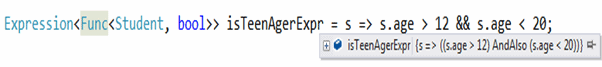 Expression<Func<Student, bool>> isTeenAgerExpr = s => s.age > 12 && s.age < 20;
isTeenAgerExpr {s => ((s.age > 12) AndAlso (s.age < 20))}